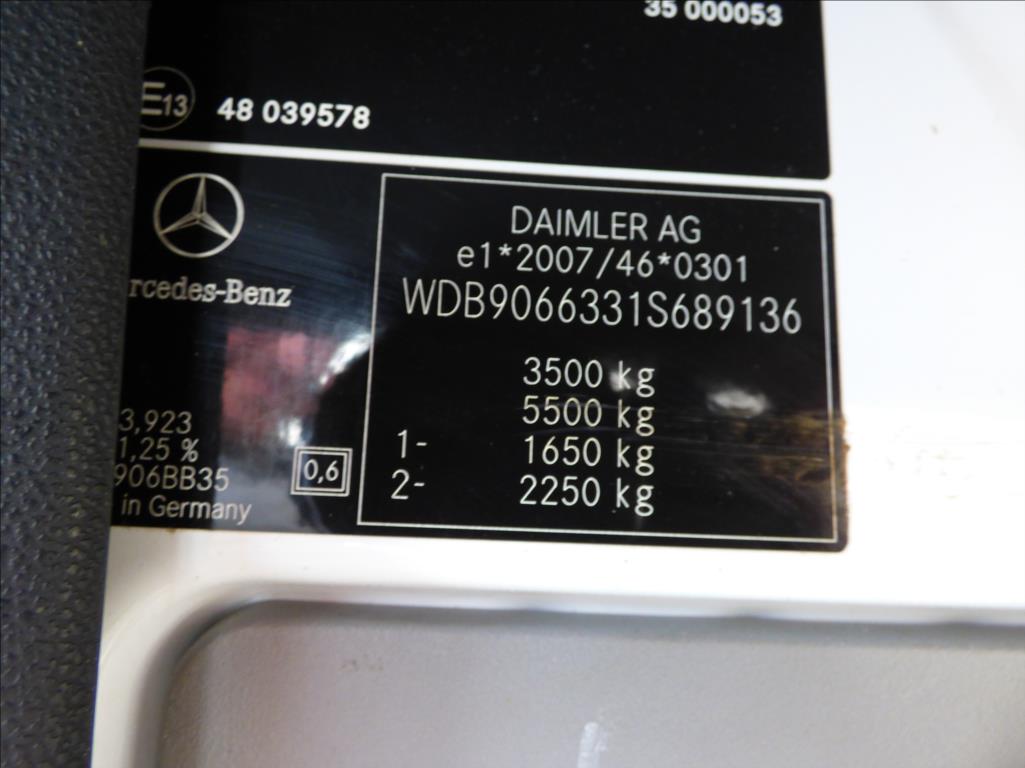 35 000053
E13 48 039578
DAIMLER AG
e1*2007/46*0301
rcedes-Benz
WDB9066331S689136
3500 kg
5500 kg
1- 1650 kg
2- 2250 kg
3,923
1,25 %
906BB35
in Germany
0,6